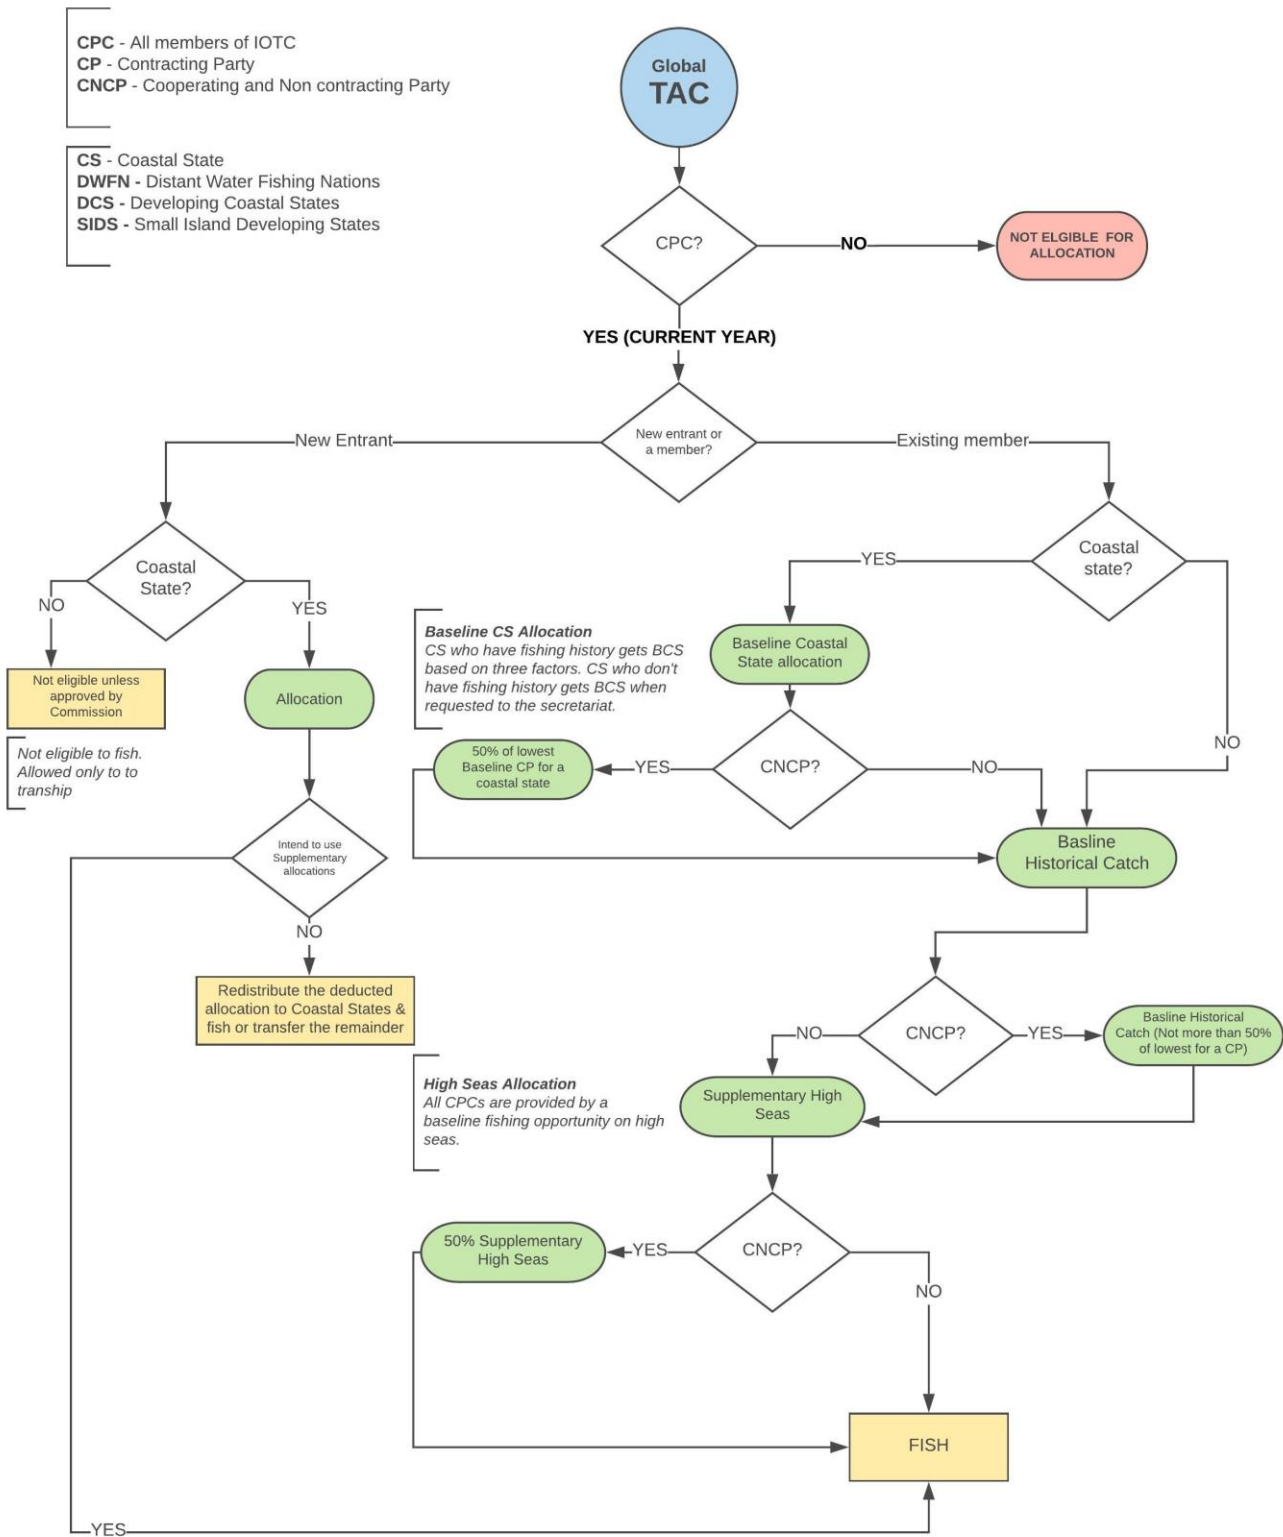 CPC - All members of IOTC
CP - Contracting Party
CNCP - Cooperating and Non contracting Party
CS - Coastal State
DWFN - Distant Water Fishing Nations
DCS - Developing Coastal States
SIDS - Small Island Developing States
Global
TAC
CPC?
NO
NOT ELGIBLE FOR
ALLOCATION
YES (CURRENT YEAR)
New entrant or
a member?
New Entrant
Existing member
Coastal
State?
NO
YES
Not eligible unless
approved by
Commission
Not eligible to fish.
Allowed only to to
tranship
Allocation
Intend to use
Supplementary
allocations
NO
Redistribute the deducted
allocation to Coastal States &
fish or transfer the remainder
YES
Coastal
state?
YES
NO
Baseline CS Allocation
CS who have fishing history gets BCS
based on three factors. CS who don't
have fishing history gets BCS when
requested to the secretariat.
Baseline Coastal
State allocation
CNCP?
YES
NO
50% of lowest
Baseline CP for a
coastal state
Basline
Historical Catch
CNCP?
NO
YES
Basline Historical
Catch (Not more than 50%
of lowest for a CP)
High Seas Allocation
All CPCs are provided by a
baseline fishing opportunity on high
seas.
Supplementary High
Seas
CNCP?
YES
NO
50% Supplementary
High Seas
FISH